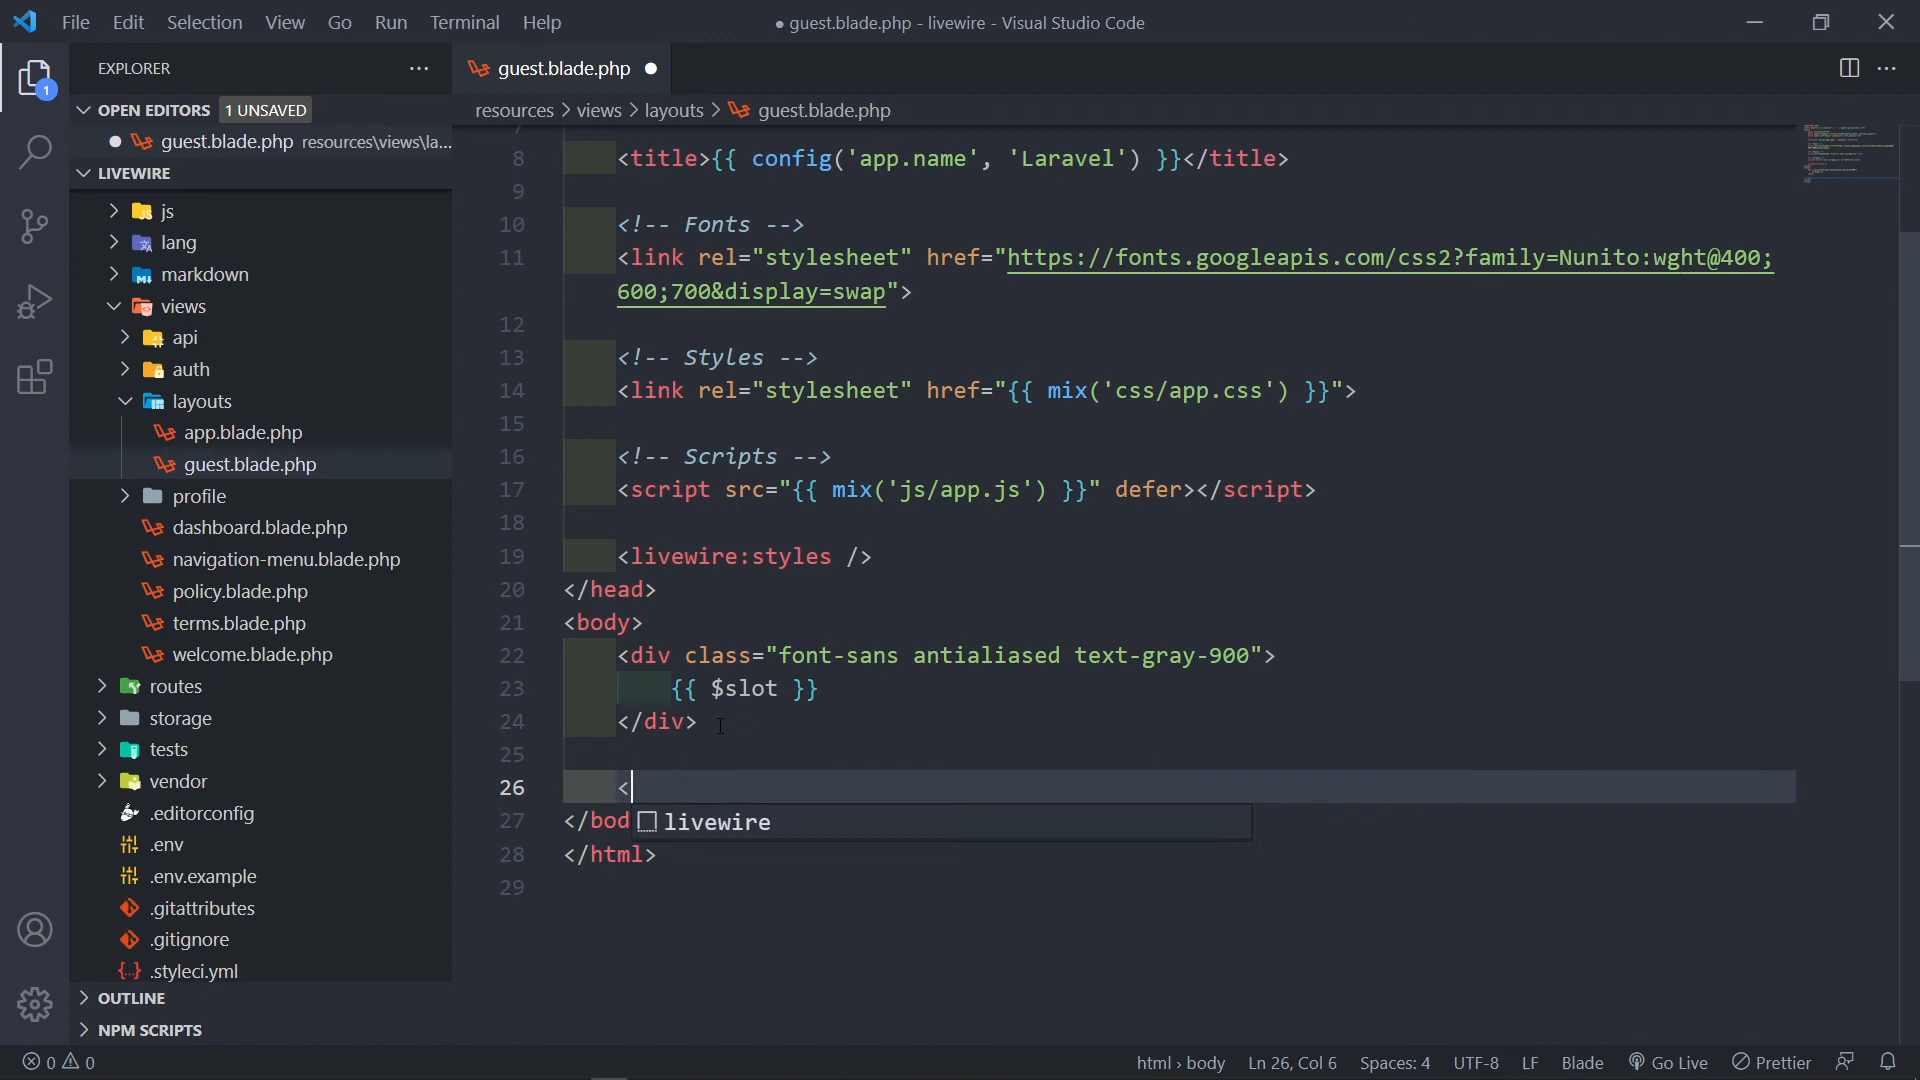 File Edit Selection View Go Run Terminal Help
● guest.blade.php - livewire - Visual Studio Code
EXPLORER
guest.blade.php
OPEN EDITORS 1 UNSAVED
guest.blade.php resources\views\la...
LIVEWIRE
js
lang
markdown
views
api
auth
layouts
app.blade.php
guest.blade.php
profile
dashboard.blade.php
navigation-menu.blade.php
policy.blade.php
terms.blade.php
welcome.blade.php
routes
storage
tests
vendor
.editorconfig
.env
.env.example
.gitattributes
.gitignore
.styleci.yml
OUTLINE
NPM SCRIPTS
1
resources > views > layouts > guest.blade.php
7
8 <title>{{ config('app.name', 'Laravel') }}</title>
9
10 <!-- Fonts -->
11 <link rel="stylesheet" href="https://fonts.googleapis.com/css2?family=Nunito:wght@400;
600;700&display=swap">
12
13 <!-- Styles -->
14 <link rel="stylesheet" href="{{ mix('css/app.css') }}">
15
16 <!-- Scripts -->
17 <script src="{{ mix('js/app.js') }}" defer></script>
18
19 <livewire:styles />
20 </head>
21 <body>
22 <div class="font-sans antialiased text-gray-900">
23 {{ $slot }}
24 </div>
25
26 <
27 </bod
livewire
28 </html>
29
0 0
html > body Ln 26, Col 6 Spaces: 4 UTF-8 LF Blade Go Live Prettier